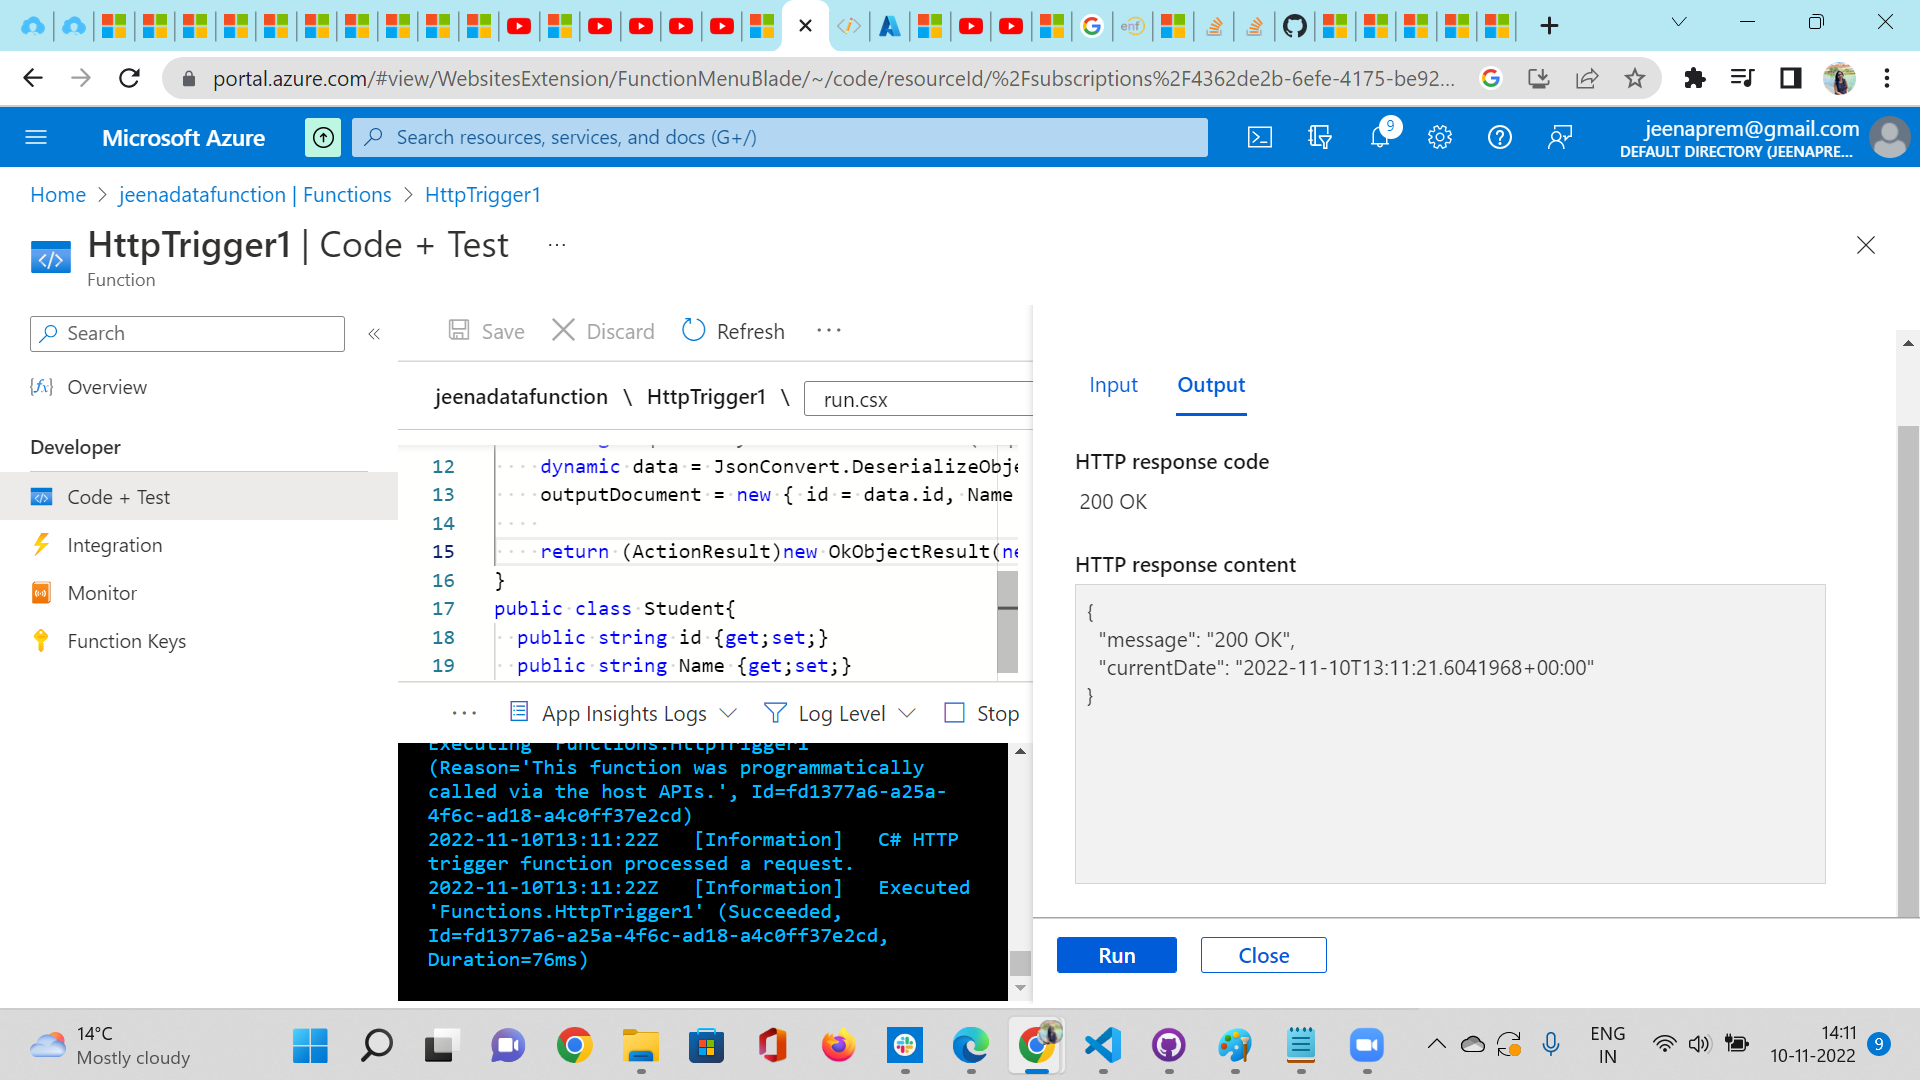 enf
portal.azure.com/#view/WebsitesExtension/FunctionMenuBlade/~/code/resourceId/%2Fsubscriptions%2F4362de2b-6efe-4175-be92...
Microsoft Azure
Search resources, services, and docs (G+/)
9
jeenaprem@gmail.com
DEFAULT DIRECTORY (JEENAPRE...
Home > jeenadatafunction | Functions > HttpTrigger1
HttpTrigger1 | Code + Test ...
Function
Search
Overview
Developer
Code + Test
Integration
Monitor
Function Keys
Save Discard Refresh ...
jeenadatafunction \ HttpTrigger1 \ run.csx
12 dynamic data = JsonConvert.DeserializeObje
13 outputDocument = new { id = data.id, Name
14
15 return (ActionResult)new OkObjectResult(ne
16 }
17 public class Student{
18 public string id {get;set;}
19 public string Name {get;set;}
... App Insights Logs Log Level Stop
Executing 'Functions.HttpTrigger1'
(Reason='This function was programmatically
called via the host APIs.', Id=fd1377a6-a25a-
4f6c-ad18-a4c0ff37e2cd)
2022-11-10T13:11:22Z [Information] C# HTTP
trigger function processed a request.
2022-11-10T13:11:22Z [Information] Executed
'Functions.HttpTrigger1' (Succeeded,
Id=fd1377a6-a25a-4f6c-ad18-a4c0ff37e2cd,
Duration=76ms)
Input Output
HTTP response code
200 OK
HTTP response content
{
"message": "200 OK",
"currentDate": "2022-11-10T13:11:21.6041968+00:00"
}
Run Close
14°C
Mostly cloudy
ENG
IN
14:11
10-11-2022
9